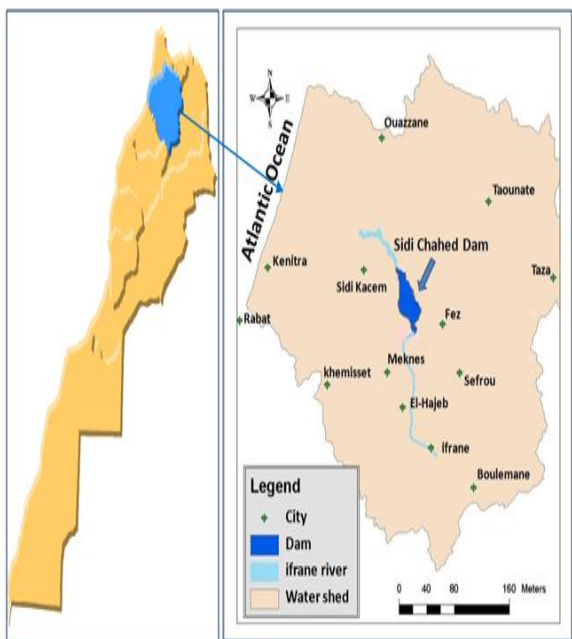 N
W E
S
Ouazzane
Atlantic Ocean
Taounate
Sidi Chahed Dam
Kenitra
Sidi Kacem
Taza
Rabat
Fez
Meknes
khemisset
Sefrou
El-Hajeb
ifrane
Boulemane
Legend
City
Dam
ifrane river
Water shed
0 40 80 160 Meters